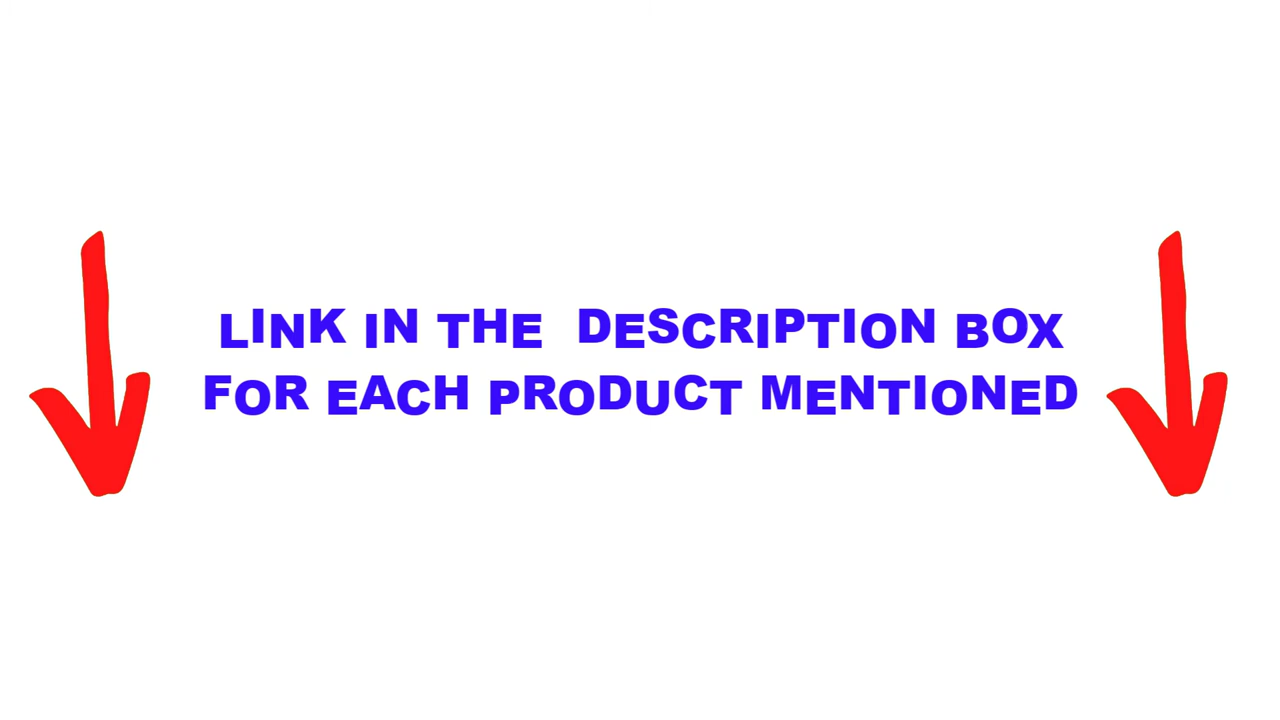 LINK IN THE DESCRIPTION BOX
FOR EACH PRODUCT MENTIONED